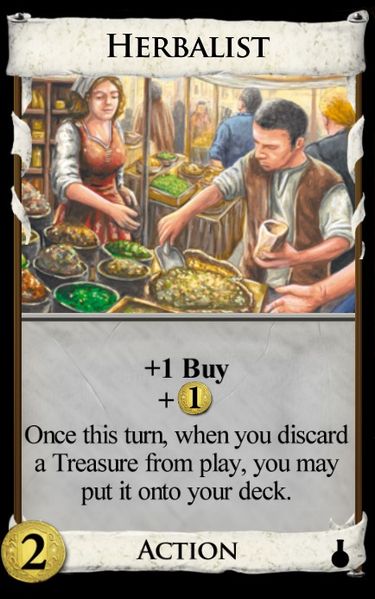 HERBALIST
+1 Buy
+ 1
Once this turn, when you discard
a Treasure from play, you may
put it onto your deck.
2 ACTION